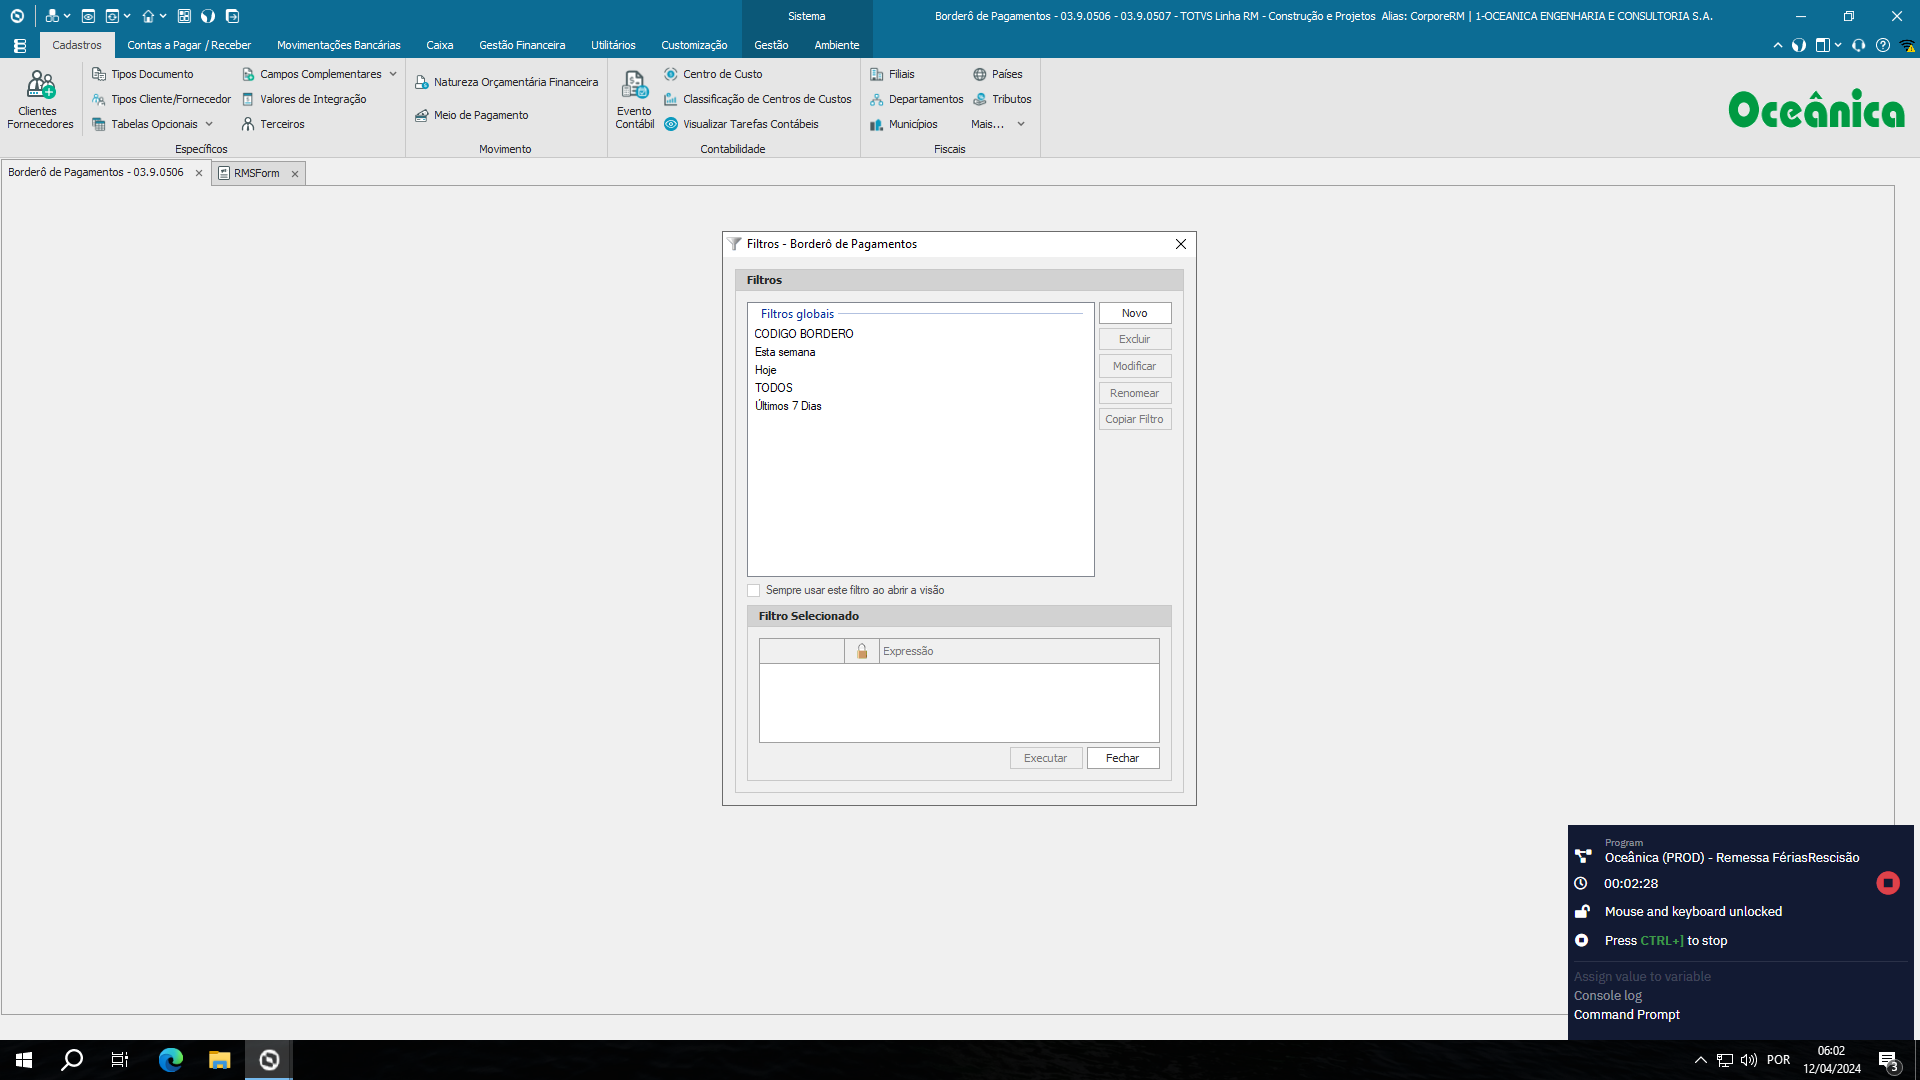 Sistema
Borderô de Pagamentos - 03.9.0506 - 03.9.0507 - TOTVS Linha RM - Construção e Projetos Alias: CorporeRM | 1-OCEANICA ENGENHARIA E CONSULTORIA S.A.
Cadastros
Contas a Pagar / Receber
Movimentações Bancárias
Caixa
Gestão Financeira
Utilitários
Customização
Gestão
Ambiente
Clientes
Fornecedores
Tipos Documento
Tipos Cliente/Fornecedor
Tabelas Opcionais
Campos Complementares
Valores de Integração
Terceiros
Específicos
Natureza Orçamentária Financeira
Meio de Pagamento
Movimento
Evento
Contábil
Centro de Custo
Classificação de Centros de Custos
Visualizar Tarefas Contábeis
Contabilidade
Filiais
Departamentos
Municípios
Países
Tributos
Mais...
Fiscais
Oceânica
Borderô de Pagamentos - 03.9.0506
RMSForm
Filtros - Borderô de Pagamentos
Filtros
Filtros globais
CODIGO BORDERO
Esta semana
Hoje
TODOS
Últimos 7 Dias
Novo
Excluir
Modificar
Renomear
Copiar Filtro
Sempre usar este filtro ao abrir a visão
Filtro Selecionado
Expressão
Executar
Fechar
Program
Oceânica (PROD) - Remessa FériasRescisão
00:02:28
Mouse and keyboard unlocked
Press CTRL+] to stop
Assign value to variable
Console log
Command Prompt
POR
06:02
12/04/2024
3